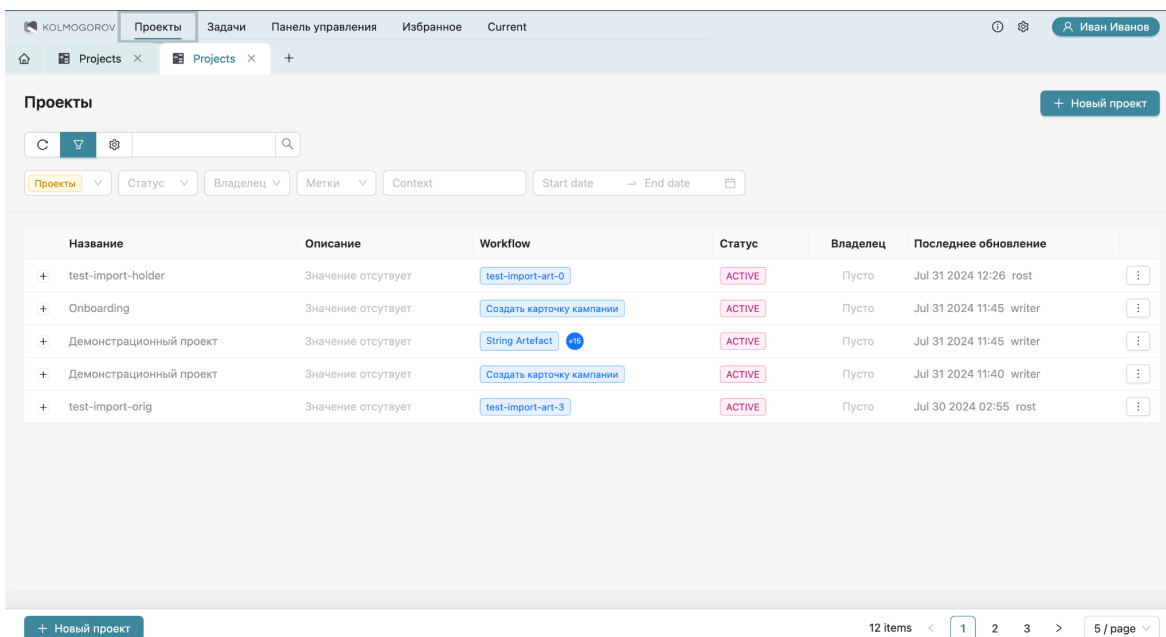 KOLMOGOROV Проекты Задачи Панель управления Избранное Current Иван Иванов
Projects Projects
Проекты
+ Новый проект
Проекты Статус Владелец Метки Context Start date → End date
Название Описание Workflow Статус Владелец Последнее обновление
test-import-holder Значение отсутвует test-import-art-0 ACTIVE Пусто Jul 31 2024 12:26 rost
Onboarding Значение отсутвует Создать карточку кампании ACTIVE Пусто Jul 31 2024 11:45 writer
Демонстрационный проект Значение отсутвует String Artefact +15 ACTIVE Пусто Jul 31 2024 11:45 writer
Демонстрационный проект Значение отсутвует Создать карточку кампании ACTIVE Пусто Jul 31 2024 11:40 writer
test-import-orig Значение отсутвует test-import-art-3 ACTIVE Пусто Jul 30 2024 02:55 rost
+ Новый проект 12 items < 1 2 3 > 5 / page